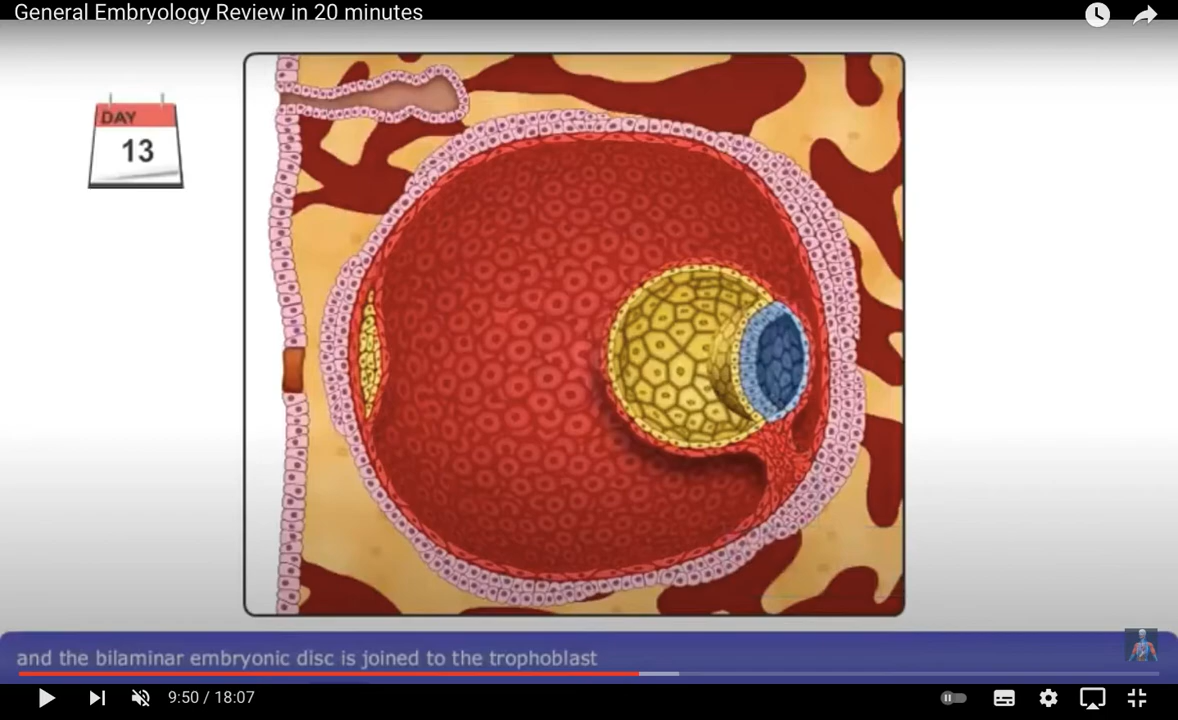 General Embryology Review in 20 minutes
DAY
13
and the bilaminar embryonic disc is joined to the trophoblast
9:50 / 18:07